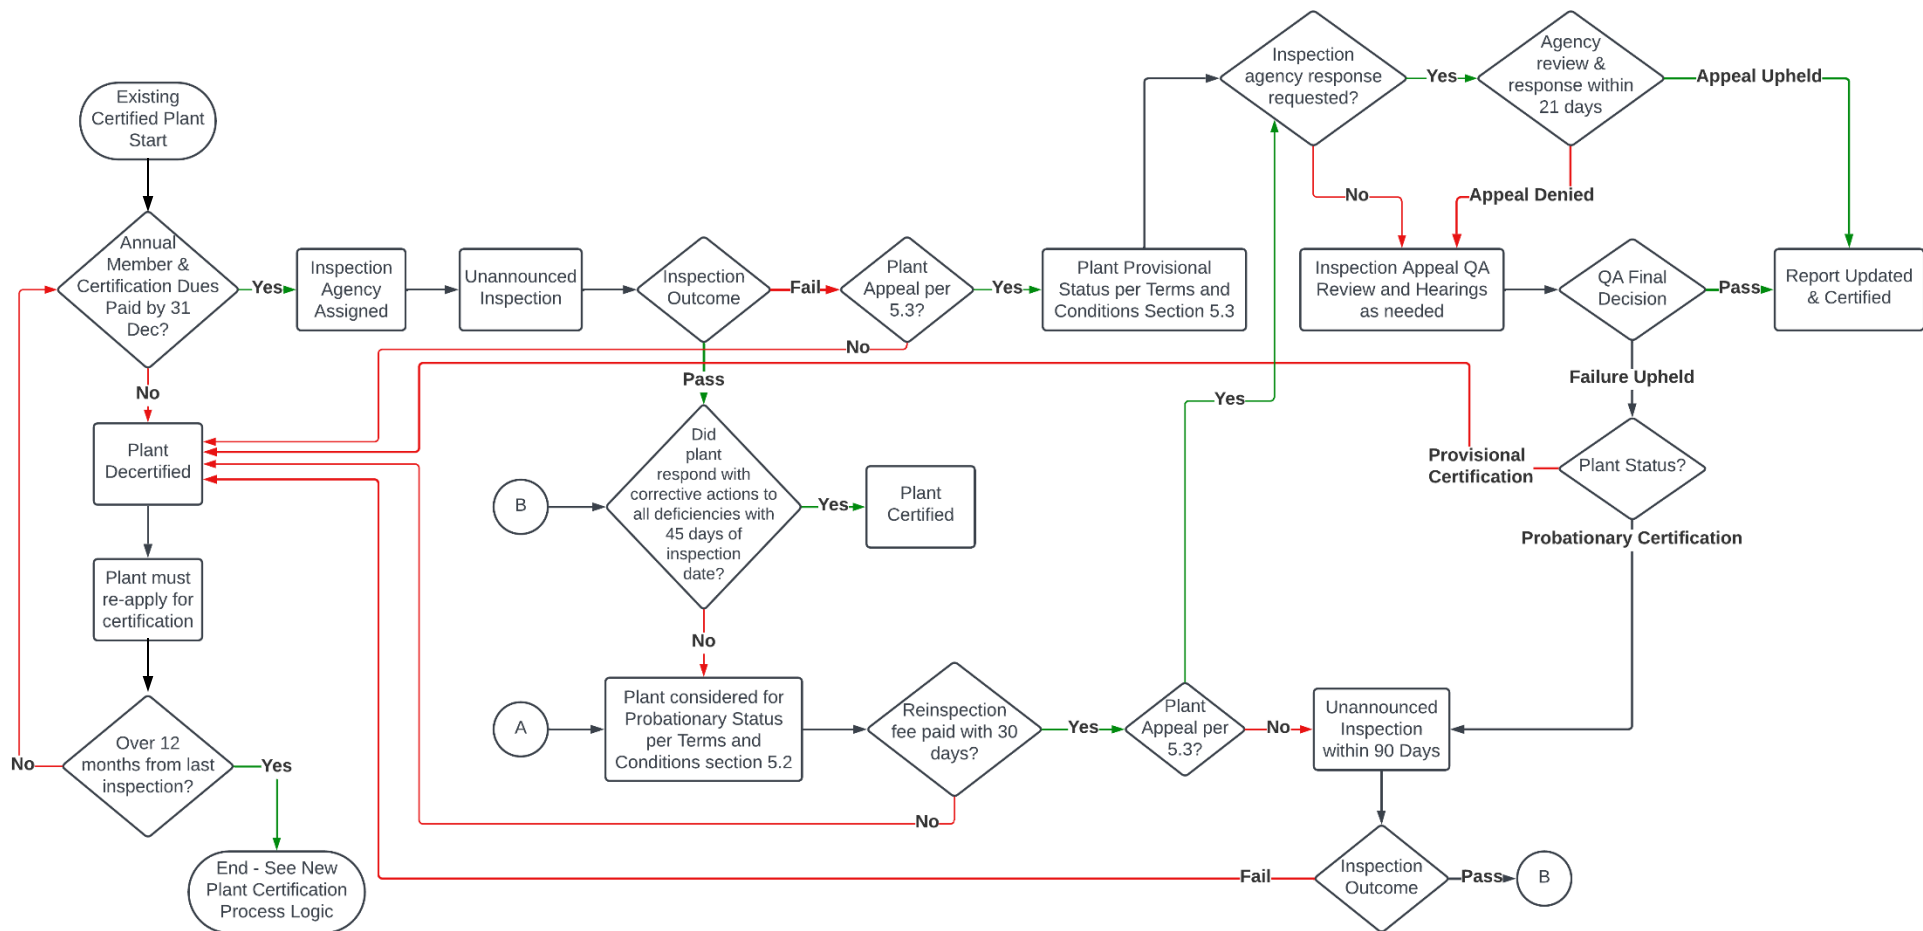 Existing
Certified Plant
Start
Annual
Member &
Certification Dues
Paid by 31
Dec?
Yes
No
Inspection
Agency
Assigned
Unannounced
Inspection
Inspection
Outcome
Fail
Pass
Plant
Appeal per
5.3?
Yes
No
Plant Provisional
Status per Terms and
Conditions Section 5.3
Inspection
agency response
requested?
Yes
No
Agency
review &
response within
21 days
Appeal Upheld
Appeal Denied
Inspection Appeal QA
Review and Hearings
as needed
QA Final
Decision
Pass
Report Updated
& Certified
Failure Upheld
Plant Status?
Provisional
Certification
Probationary Certification
Plant
Decertified
Plant must
re-apply for
certification
Over 12
months from last
inspection?
No
Yes
End - See New
Plant Certification
Process Logic
B
Did
plant
respond with
corrective actions to
all deficiencies with
45 days of
inspection
date?
Yes
Plant
Certified
No
A
Plant considered for
Probationary Status
per Terms and
Conditions section 5.2
Reinspection
fee paid with 30
days?
Yes
No
Plant
Appeal per
5.3?
Yes
No
Unannounced
Inspection
within 90 Days
Inspection
Outcome
Fail
Pass
B